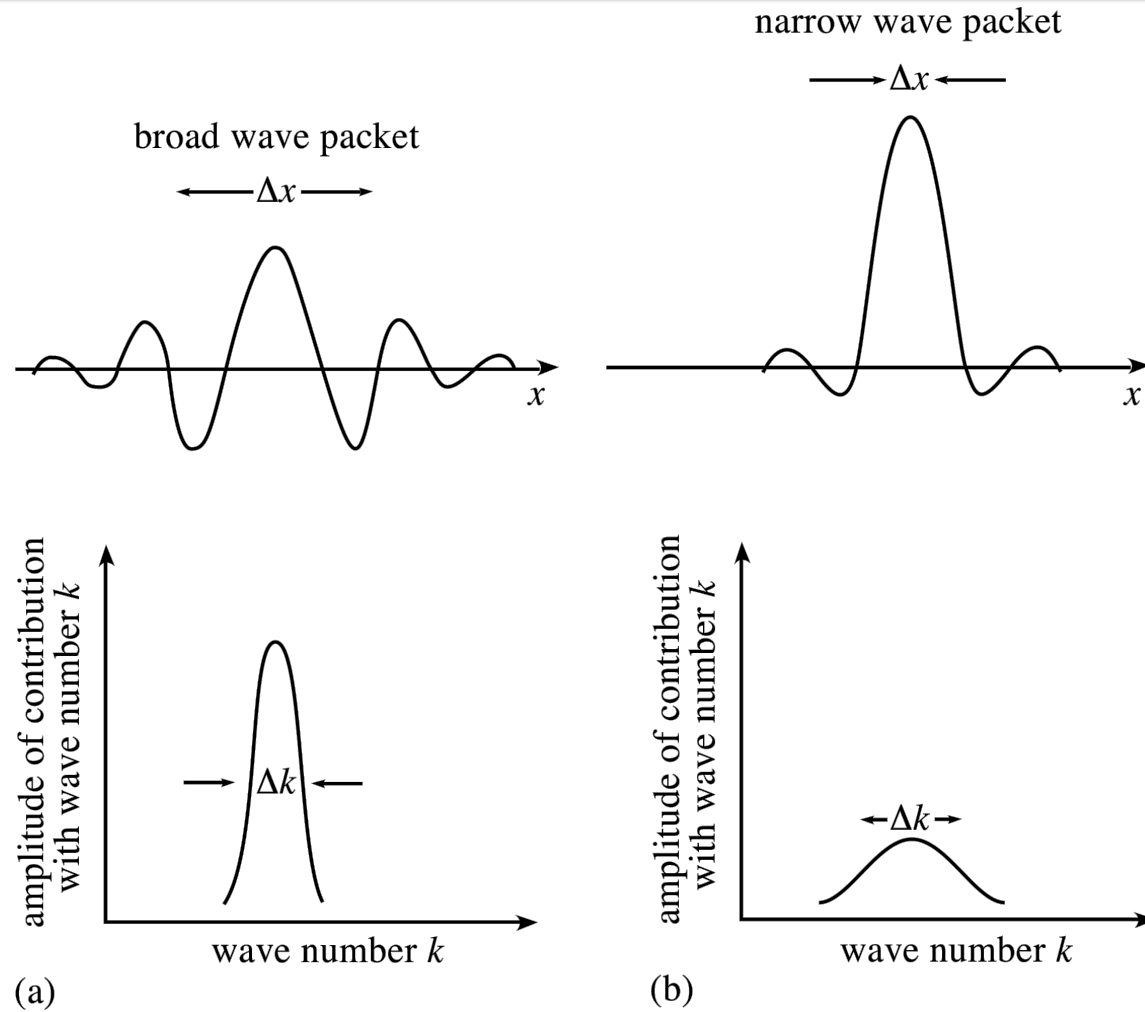 broad wave packet
Δx
x
amplitude of contribution
with wave number k
Δk
wave number k
(a)
narrow wave packet
Δx
x
amplitude of contribution
with wave number k
Δk
wave number k
(b)